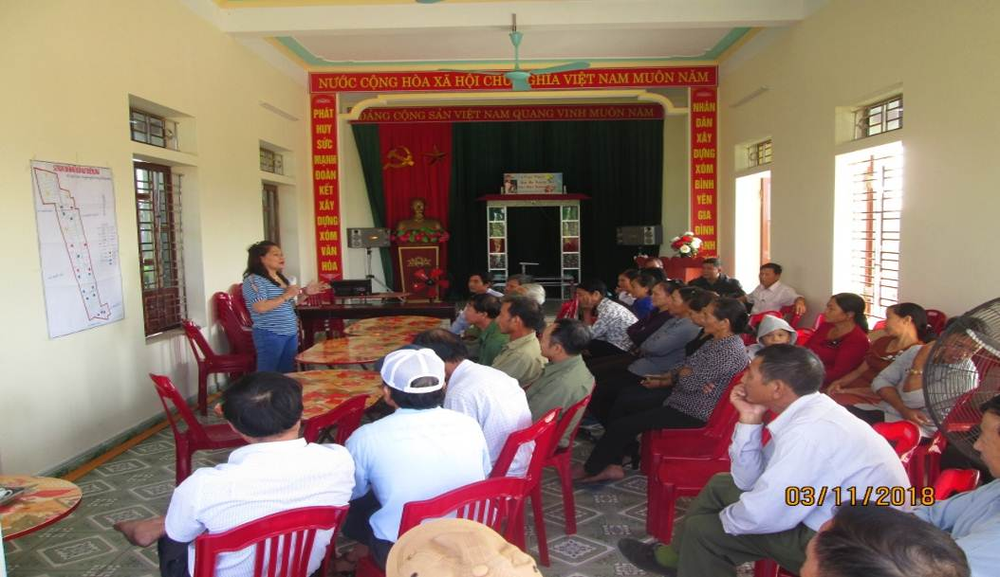 NƯỚC CỘNG HÒA XÃ HỘI CHỦ NGHĨA VIỆT NAM MUÔN NĂM
ĐẢNG CỘNG SẢN VIỆT NAM QUANG VINH MUÔN NĂM
PHÁT
HUY
SỨC
MẠNH
ĐOÀN
KẾT
XÂY
DỰNG
XÓM
VĂN
HÓA
NHÂN
DÂN
XÂY
DỰNG
XÓM
BÌNH
YÊN
GIA
ĐÌNH
03/11/2018